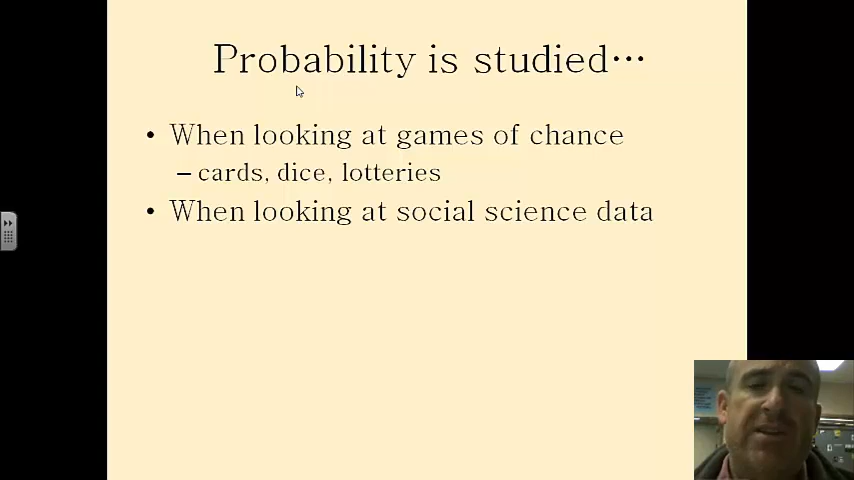 Probability is studied…
• When looking at games of chance
– cards, dice, lotteries
• When looking at social science data